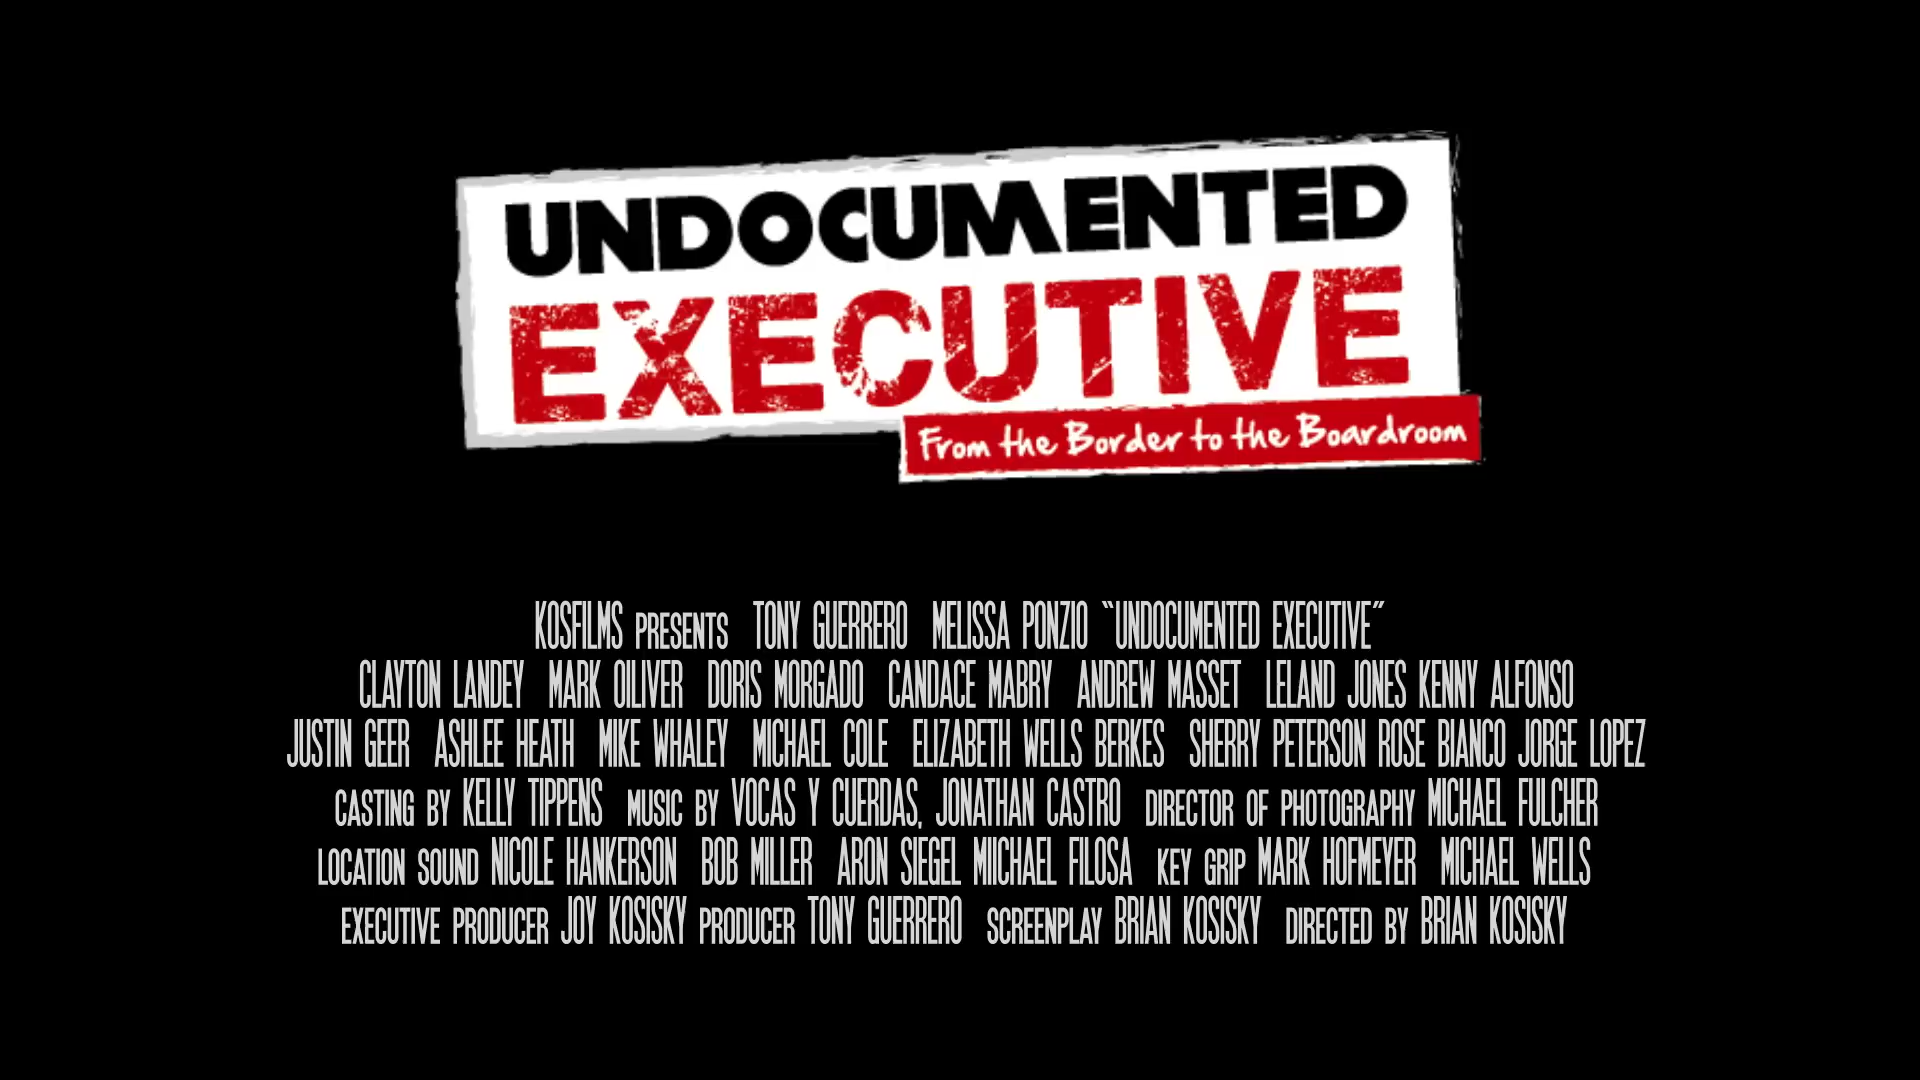 UNDOCUMENTED
EXECUTIVE
From the Border to the Boardroom
KOSFILMS PRESENTS TONY GUERRERO MELISSA PONZIO "UNDOCUMENTED EXECUTIVE"
CLAYTON LANDEY MARK OILIVER DORIS MORGADO CANDACE MABRY ANDREW MASSET LELAND JONES KENNY ALFONSO
JUSTIN GEER ASHLEE HEATH MIKE WHALEY MICHAEL COLE ELIZABETH WELLS BERKES SHERRY PETERSON ROSE BIANCO JORGE LOPEZ
CASTING BY KELLY TIPPENS MUSIC BY VOCAS Y CUERDAS, JONATHAN CASTRO DIRECTOR OF PHOTOGRAPHY MICHAEL FULCHER
LOCATION SOUND NICOLE HANKERSON BOB MILLER ARON SIEGEL MIICHAEL FILOSA KEY GRIP MARK HOFMEYER MICHAEL WELLS
EXECUTIVE PRODUCER JOY KOSISKY PRODUCER TONY GUERRERO SCREENPLAY BRIAN KOSISKY DIRECTED BY BRIAN KOSISKY